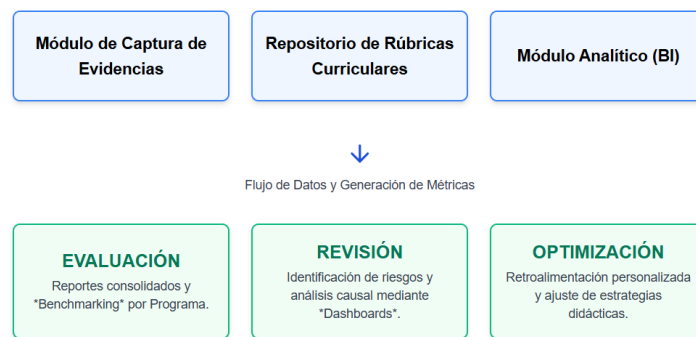 Módulo de Captura de
Evidencias
Repositorio de Rúbricas
Curriculares
Módulo Analítico (BI)
Flujo de Datos y Generación de Métricas
EVALUACIÓN
Reportes consolidados y
*Benchmarking* por Programa.
REVISIÓN
Identificación de riesgos y
análisis causal mediante
*Dashboards*.
OPTIMIZACIÓN
Retroalimentación personalizada
y ajuste de estrategias
didácticas.